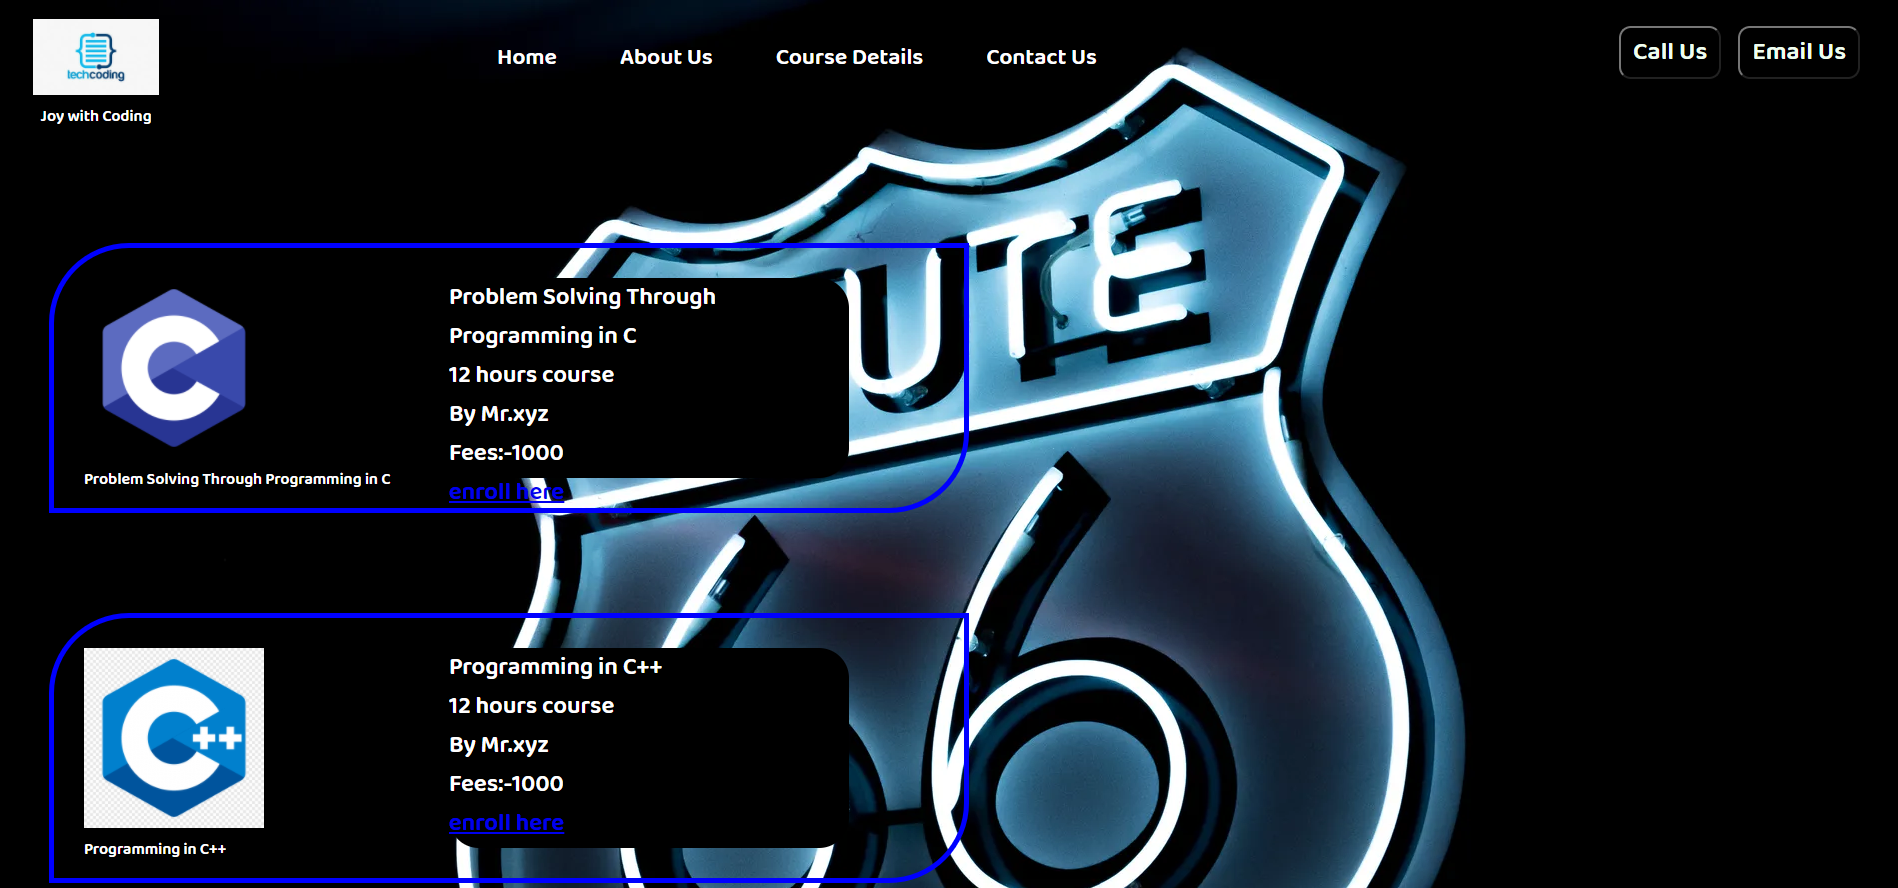 techcoding
Joy with Coding
Home
About Us
Course Details
Contact Us
Call Us
Email Us
UTE
C
Problem Solving Through Programming in C
Problem Solving Through
Programming in C
12 hours course
By Mr.xyz
Fees:-1000
enroll here
66
C++
Programming in C++
Programming in C++
12 hours course
By Mr.xyz
Fees:-1000
enroll here